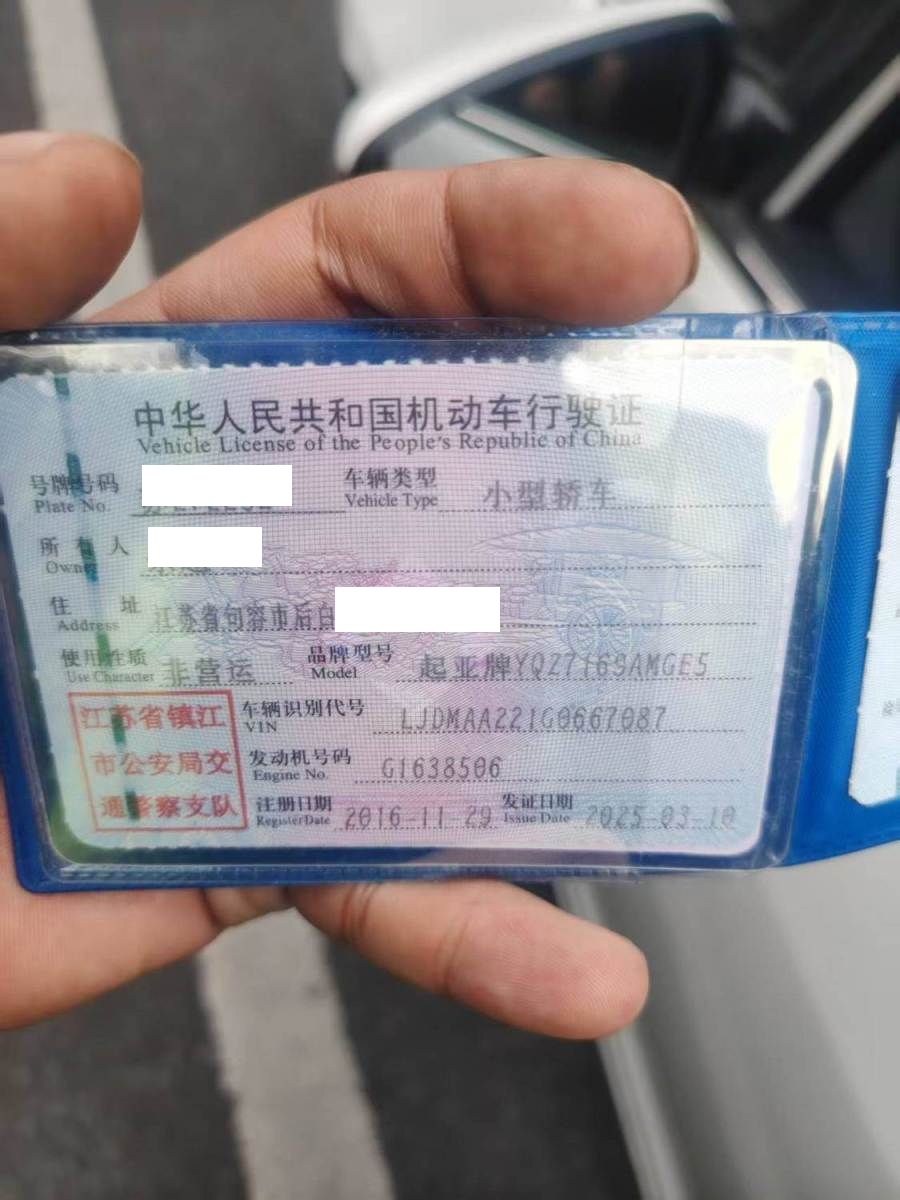 中华人民共和国机动车行驶证
Vehicle License of the People's Republic of China
号牌号码 车辆类型 小型轿车
Plate No. Vehicle Type
所有人
Owner
住址 江苏省句容市后白
Address
使用性质 非营运 品牌型号 起亚牌YQZ7169AMGE5
Use Character Model
江苏省镇江 车辆识别代号 LJDMAA221G0667087
VIN
市公安局交 发动机号码 G1638506
Engine No.
通警察支队 注册日期 2016-11-29 发证日期 2025-03-10
RegisterDate Issue Date